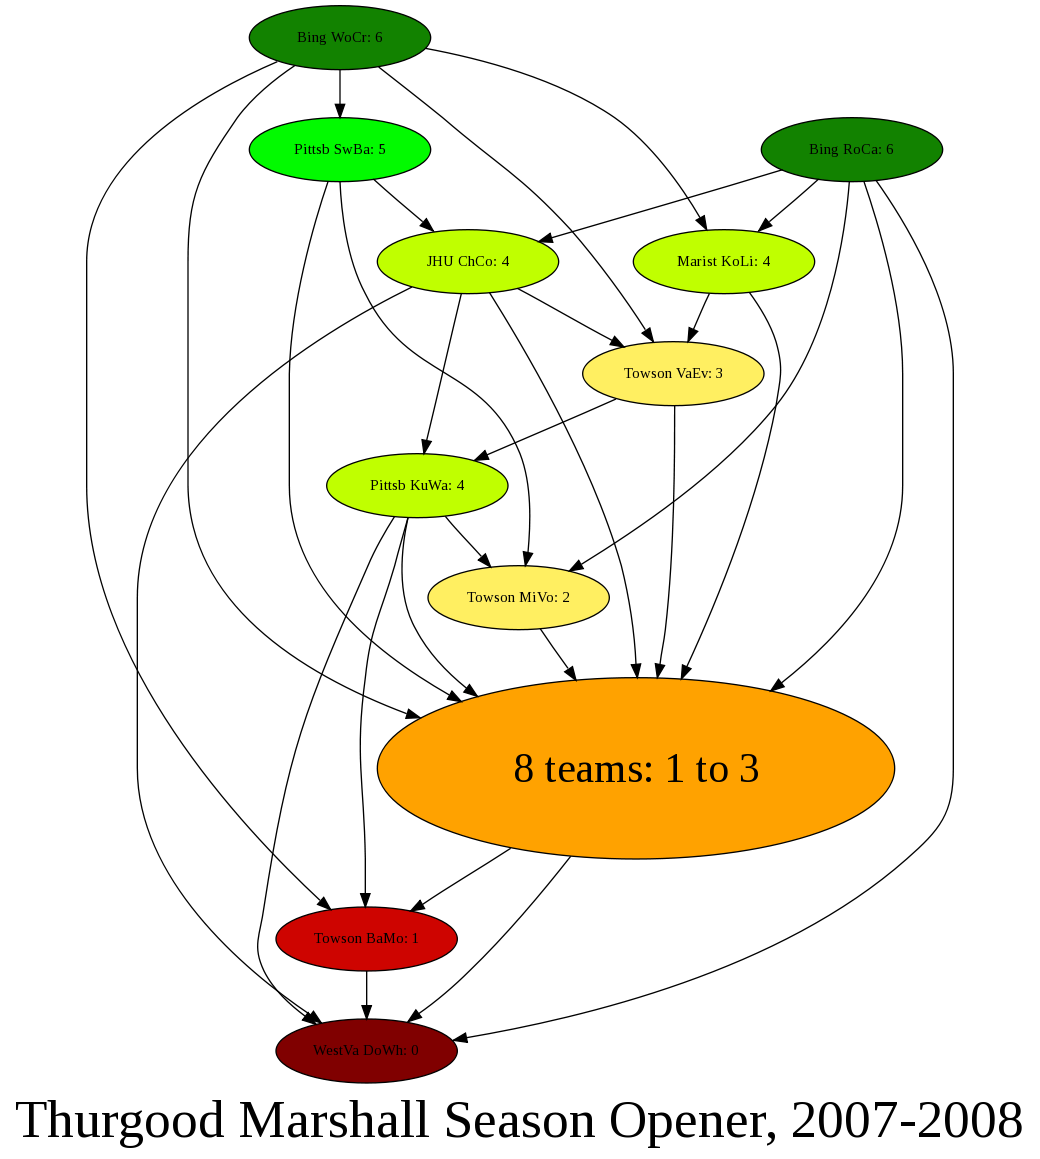 Bing WoCr: 6
Pittsb SwBa: 5
Bing RoCa: 6
JHU ChCo: 4
Marist KoLi: 4
Towson VaEv: 3
Pittsb KuWa: 4
Towson MiVo: 2
8 teams: 1 to 3
Towson BaMo: 1
WestVa DoWh: 0
Thurgood Marshall Season Opener, 2007-2008